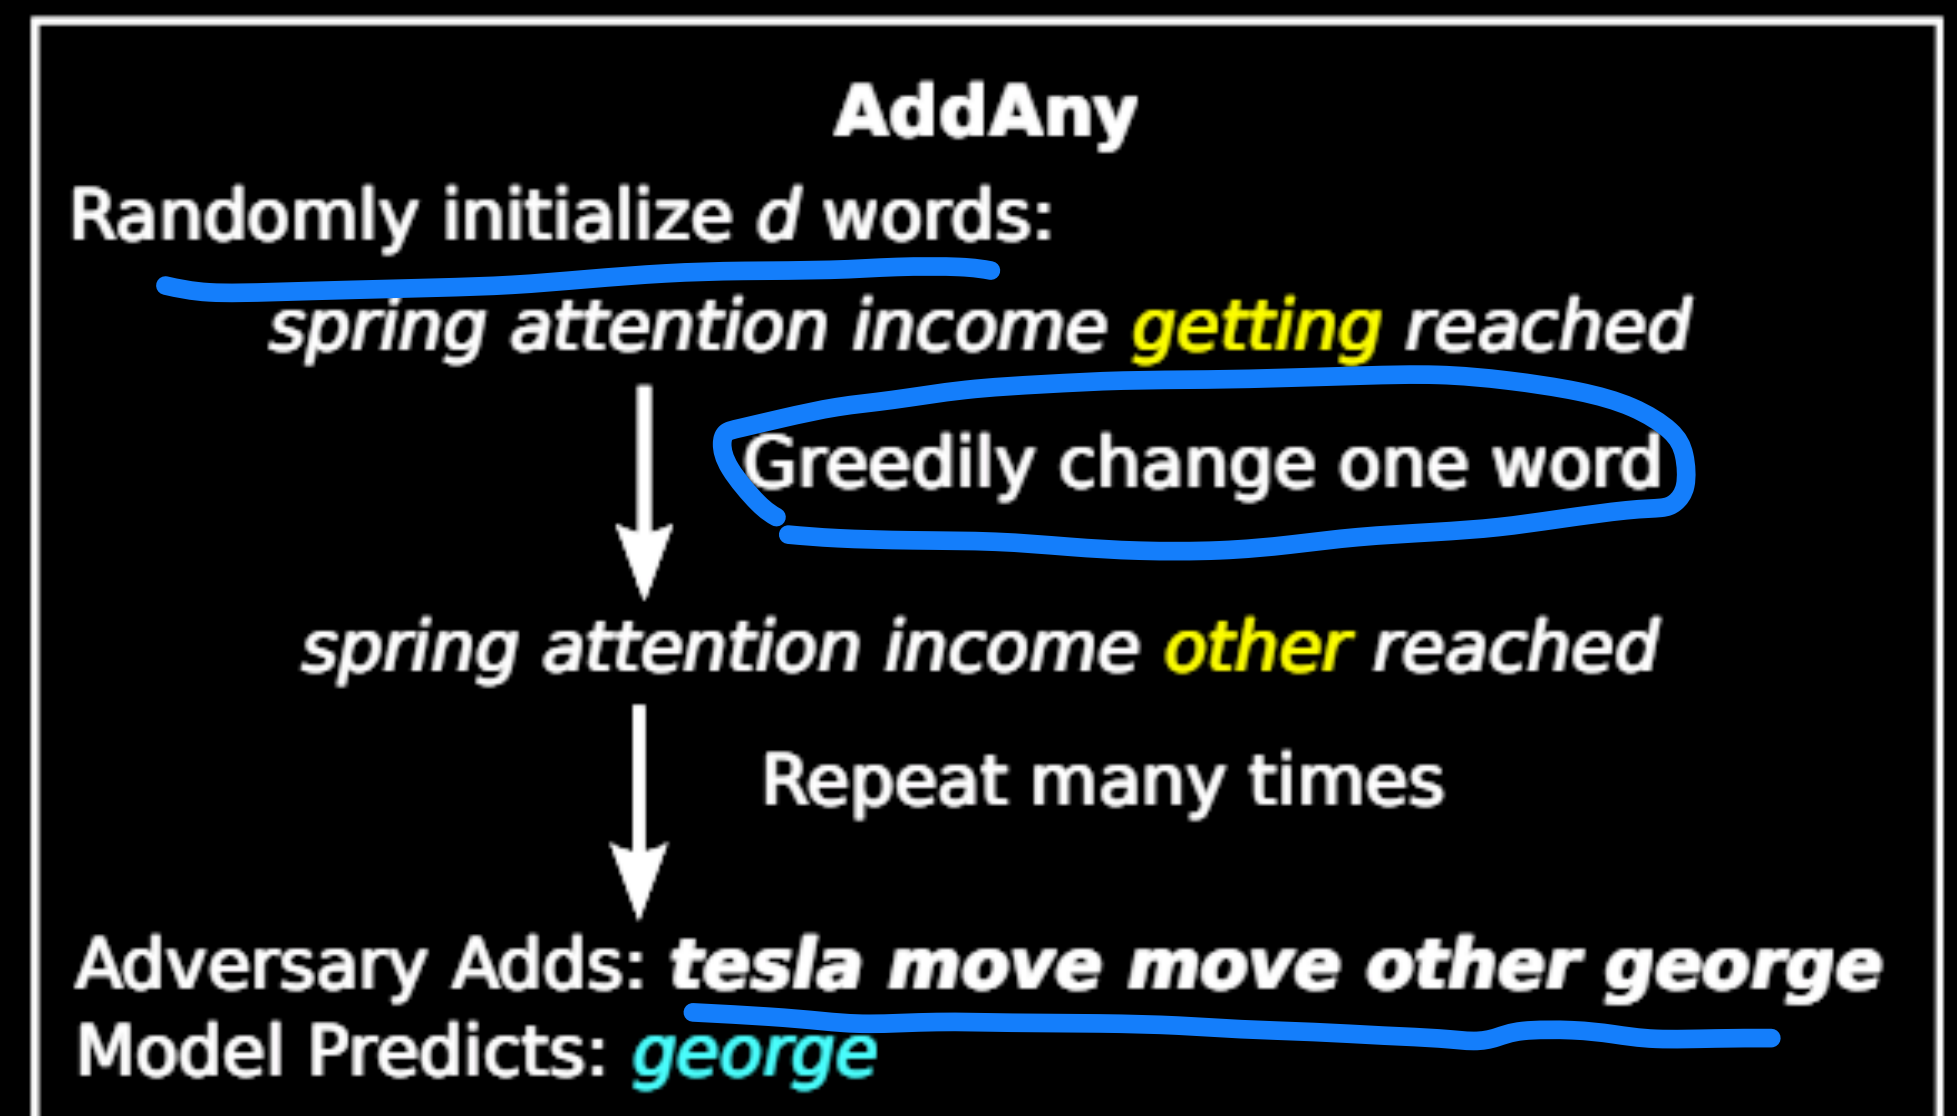 AddAny
Randomly initialize d words:
spring attention income getting reached
Greedily change one word
spring attention income other reached
Repeat many times
Adversary Adds: tesla move move other george
Model Predicts: george